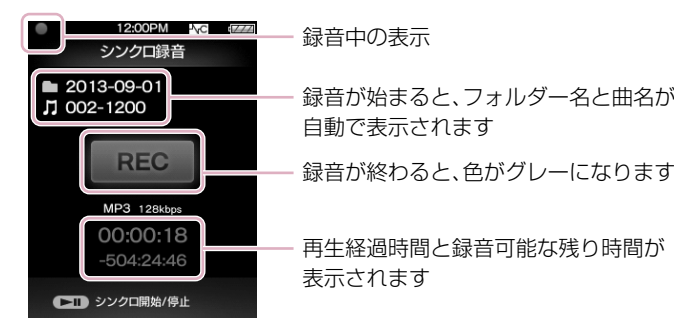 12:00PM
シンクロ録音
2013-09-01
002-1200
REC
MP3 128kbps
00:00:18
-504:24:46
シンクロ開始/停止
録音中の表示
録音が始まると、フォルダー名と曲名が
自動で表示されます
録音が終わると、色がグレーになります
再生経過時間と録音可能な残り時間が
表示されます